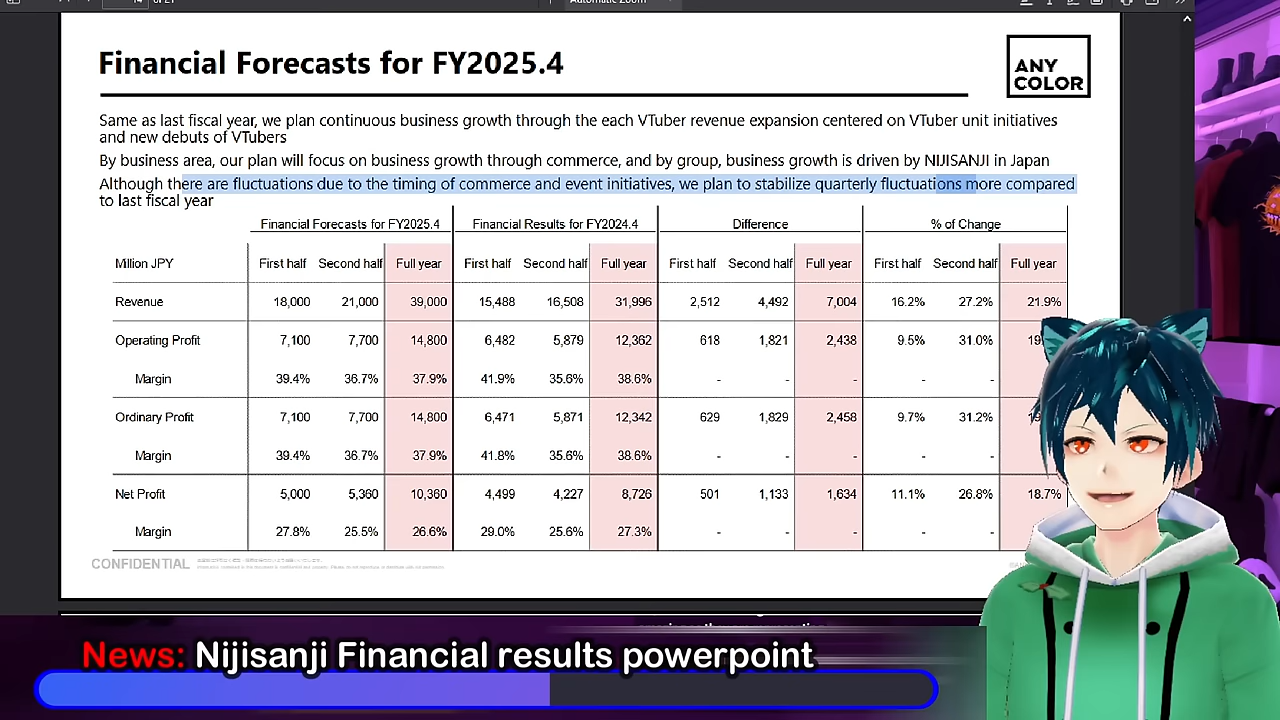 Automatic Zoom
Financial Forecasts for FY2025.4
ANY
COLOR
Same as last fiscal year, we plan continuous business growth through the each VTuber revenue expansion centered on VTuber unit initiatives
and new debuts of VTubers
By business area, our plan will focus on business growth through commerce, and by group, business growth is driven by NIJISANJI in Japan
Although there are fluctuations due to the timing of commerce and event initiatives, we plan to stabilize quarterly fluctuations more compared
to last fiscal year
Financial Forecasts for FY2025.4 Financial Results for FY2024.4 Difference % of Change
Million JPY First half Second half Full year First half Second half Full year First half Second half Full year First half Second half Full year
Revenue 18,000 21,000 39,000 15,488 16,508 31,996 2,512 4,492 7,004 16.2% 27.2% 21.9%
Operating Profit 7,100 7,700 14,800 6,482 5,879 12,362 618 1,821 2,438 9.5% 31.0% 19
Margin 39.4% 36.7% 37.9% 41.9% 35.6% 38.6% - - - - -
Ordinary Profit 7,100 7,700 14,800 6,471 5,871 12,342 629 1,829 2,458 9.7% 31.2%
Margin 39.4% 36.7% 37.9% 41.8% 35.6% 38.6% - - - - -
Net Profit 5,000 5,360 10,360 4,499 4,227 8,726 501 1,133 1,634 11.1% 26.8% 18.7%
Margin 27.8% 25.5% 26.6% 29.0% 25.6% 27.3% - - - - -
CONFIDENTIAL
News: Nijisanji Financial results powerpoint